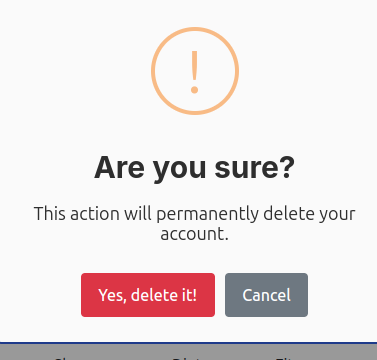 !
Are you sure?
This action will permanently delete your
account.
Yes, delete it! Cancel